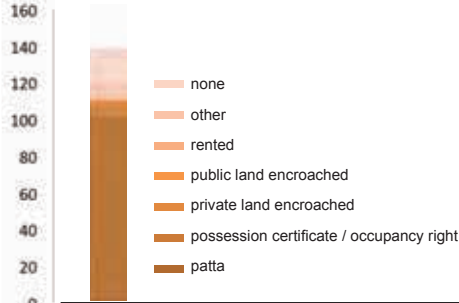 160
140
120
100
80
60
40
20
0
none
other
rented
public land encroached
private land encroached
possession certificate / occupancy right
patta